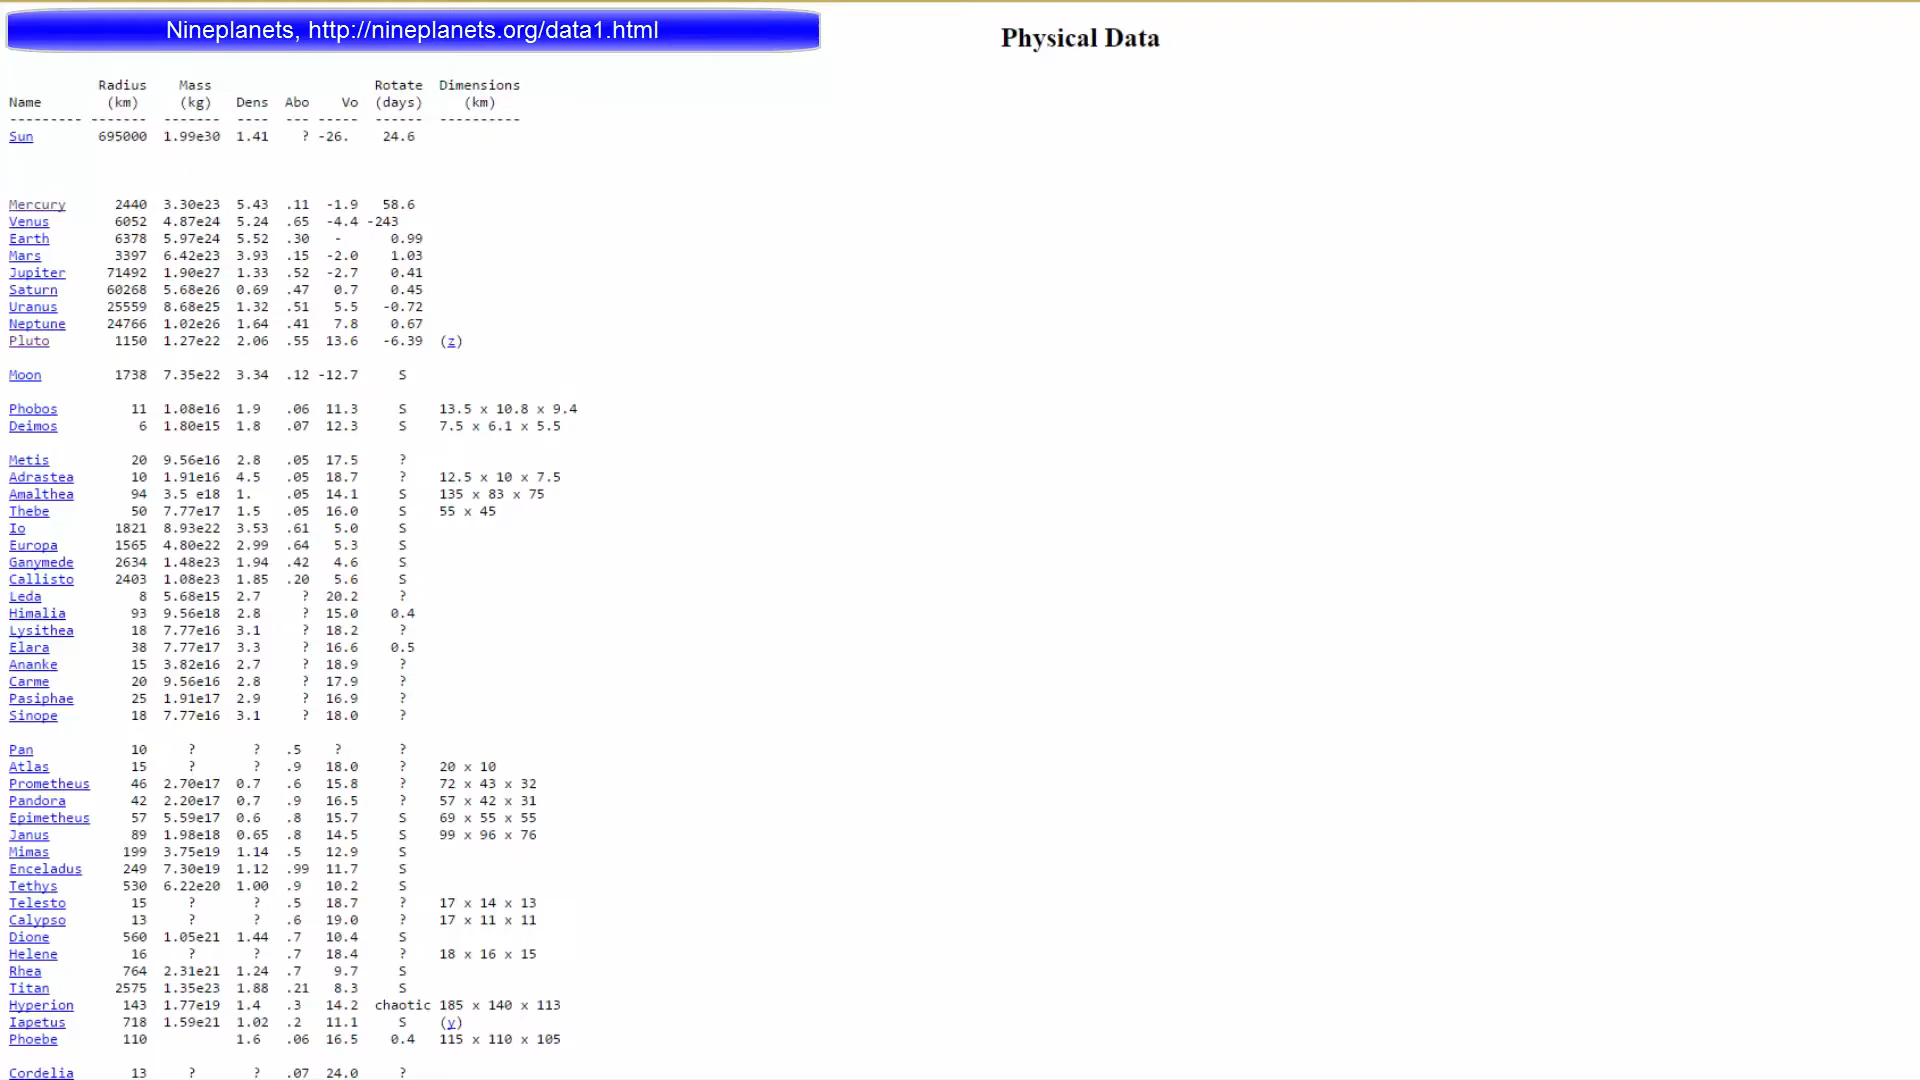 Nineplanets, http://nineplanets.org/data1.html
Physical Data
Radius Mass Rotate Dimensions
Name (km) (kg) Dens Abo Vo (days) (km)
--------- ------- ------- ---- --- ----- ------ ----------
Sun 695000 1.99e30 1.41 ? -26. 24.6
Mercury 2440 3.30e23 5.43 .11 -1.9 58.6
Venus 6052 4.87e24 5.24 .65 -4.4 -243
Earth 6378 5.97e24 5.52 .30 - 0.99
Mars 3397 6.42e23 3.93 .15 -2.0 1.03
Jupiter 71492 1.90e27 1.33 .52 -2.7 0.41
Saturn 60268 5.68e26 0.69 .47 0.7 0.45
Uranus 25559 8.68e25 1.32 .51 5.5 -0.72
Neptune 24766 1.02e26 1.64 .41 7.8 0.67
Pluto 1150 1.27e22 2.06 .55 13.6 -6.39 (z)
Moon 1738 7.35e22 3.34 .12 -12.7 S
Phobos 11 1.08e16 1.9 .06 11.3 S 13.5 x 10.8 x 9.4
Deimos 6 1.80e15 1.8 .07 12.3 S 7.5 x 6.1 x 5.5
Metis 20 9.56e16 2.8 .05 17.5 ?
Adrastea 10 1.91e16 4.5 .05 18.7 ? 12.5 x 10 x 7.5
Amalthea 94 3.5 e18 1. .05 14.1 S 135 x 83 x 75
Thebe 50 7.77e17 1.5 .05 16.0 S 55 x 45
Io 1821 8.93e22 3.53 .61 5.0 S
Europa 1565 4.80e22 2.99 .64 5.3 S
Ganymede 2634 1.48e23 1.94 .42 4.6 S
Callisto 2403 1.08e23 1.85 .20 5.6 S
Leda 8 5.68e15 2.7 ? 20.2 ?
Himalia 93 9.56e18 2.8 ? 15.0 0.4
Lysithea 18 7.77e16 3.1 ? 18.2 ?
Elara 38 7.77e17 3.3 ? 16.6 0.5
Ananke 15 3.82e16 2.7 ? 18.9 ?
Carme 20 9.56e16 2.8 ? 17.9 ?
Pasiphae 25 1.91e17 2.9 ? 16.9 ?
Sinope 18 7.77e16 3.1 ? 18.0 ?
Pan 10 ? ? .5 ? ?
Atlas 15 ? ? .9 18.0 ? 20 x 10
Prometheus 46 2.70e17 0.7 .6 15.8 ? 72 x 43 x 32
Pandora 42 2.20e17 0.7 .9 16.5 ? 57 x 42 x 31
Epimetheus 57 5.59e17 0.6 .8 15.7 S 69 x 55 x 55
Janus 89 1.98e18 0.65 .8 14.5 S 99 x 96 x 76
Mimas 199 3.75e19 1.14 .5 12.9 S
Enceladus 249 7.30e19 1.12 .99 11.7 S
Tethys 530 6.22e20 1.00 .9 10.2 S
Telesto 15 ? ? .5 18.7 ? 17 x 14 x 13
Calypso 13 ? ? .6 19.0 ? 17 x 11 x 11
Dione 560 1.05e21 1.44 .7 10.4 S
Helene 16 ? ? .7 18.4 ? 18 x 16 x 15
Rhea 764 2.31e21 1.24 .7 9.7 S
Titan 2575 1.35e23 1.88 .21 8.3 S
Hyperion 143 1.77e19 1.4 .3 14.2 chaotic 185 x 140 x 113
Iapetus 718 1.59e21 1.02 .2 11.1 S (y)
Phoebe 110 1.6 .06 16.5 0.4 115 x 110 x 105
Cordelia 13 ? ? .07 24.0 ?